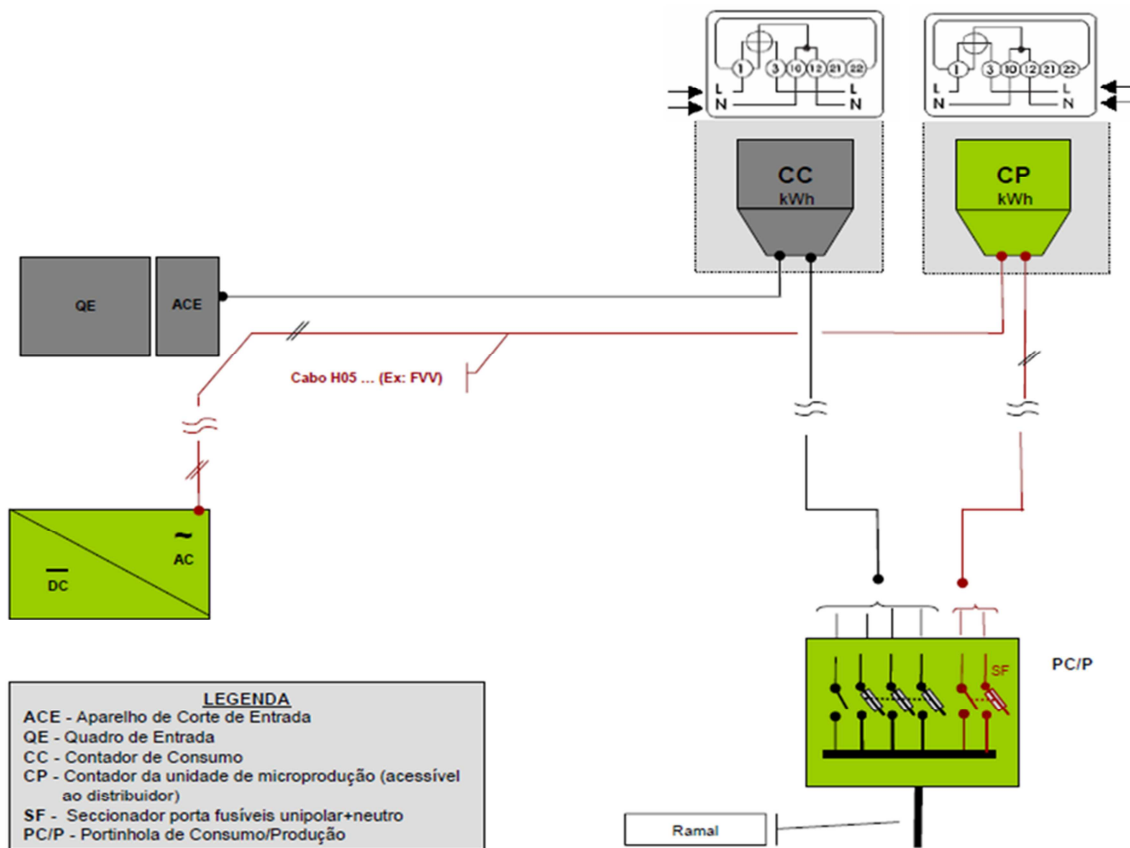 1 3 10 12 21 22
L L
N N
1 3 10 12 21 22
L L
N N
CC
kWh
CP
kWh
QE
ACE
Cabo H05 ... (Ex: FVV)
~
AC
DC
SF
PC/P
LEGENDA
ACE - Aparelho de Corte de Entrada
QE - Quadro de Entrada
CC - Contador de Consumo
CP - Contador da unidade de microprodução (acessível
ao distribuidor)
SF - Seccionador porta fusíveis unipolar+neutro
PC/P - Portinhola de Consumo/Produção
Ramal